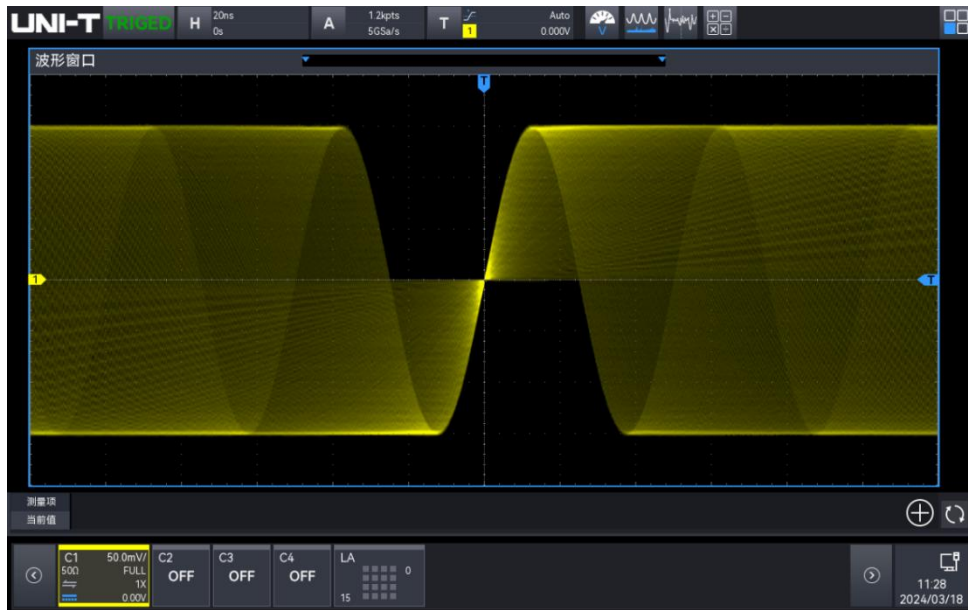 UNI-T TRIGED H 20ns 0s A 1.2kpts 5GSa/s T 1 Auto 0.000V V
波形窗口
T
1
T
测量项
当前值
C1 50.0mV/ 50Ω FULL 1X 0.00V
C2 OFF
C3 OFF
C4 OFF
LA 0 15
11:28
2024/03/18